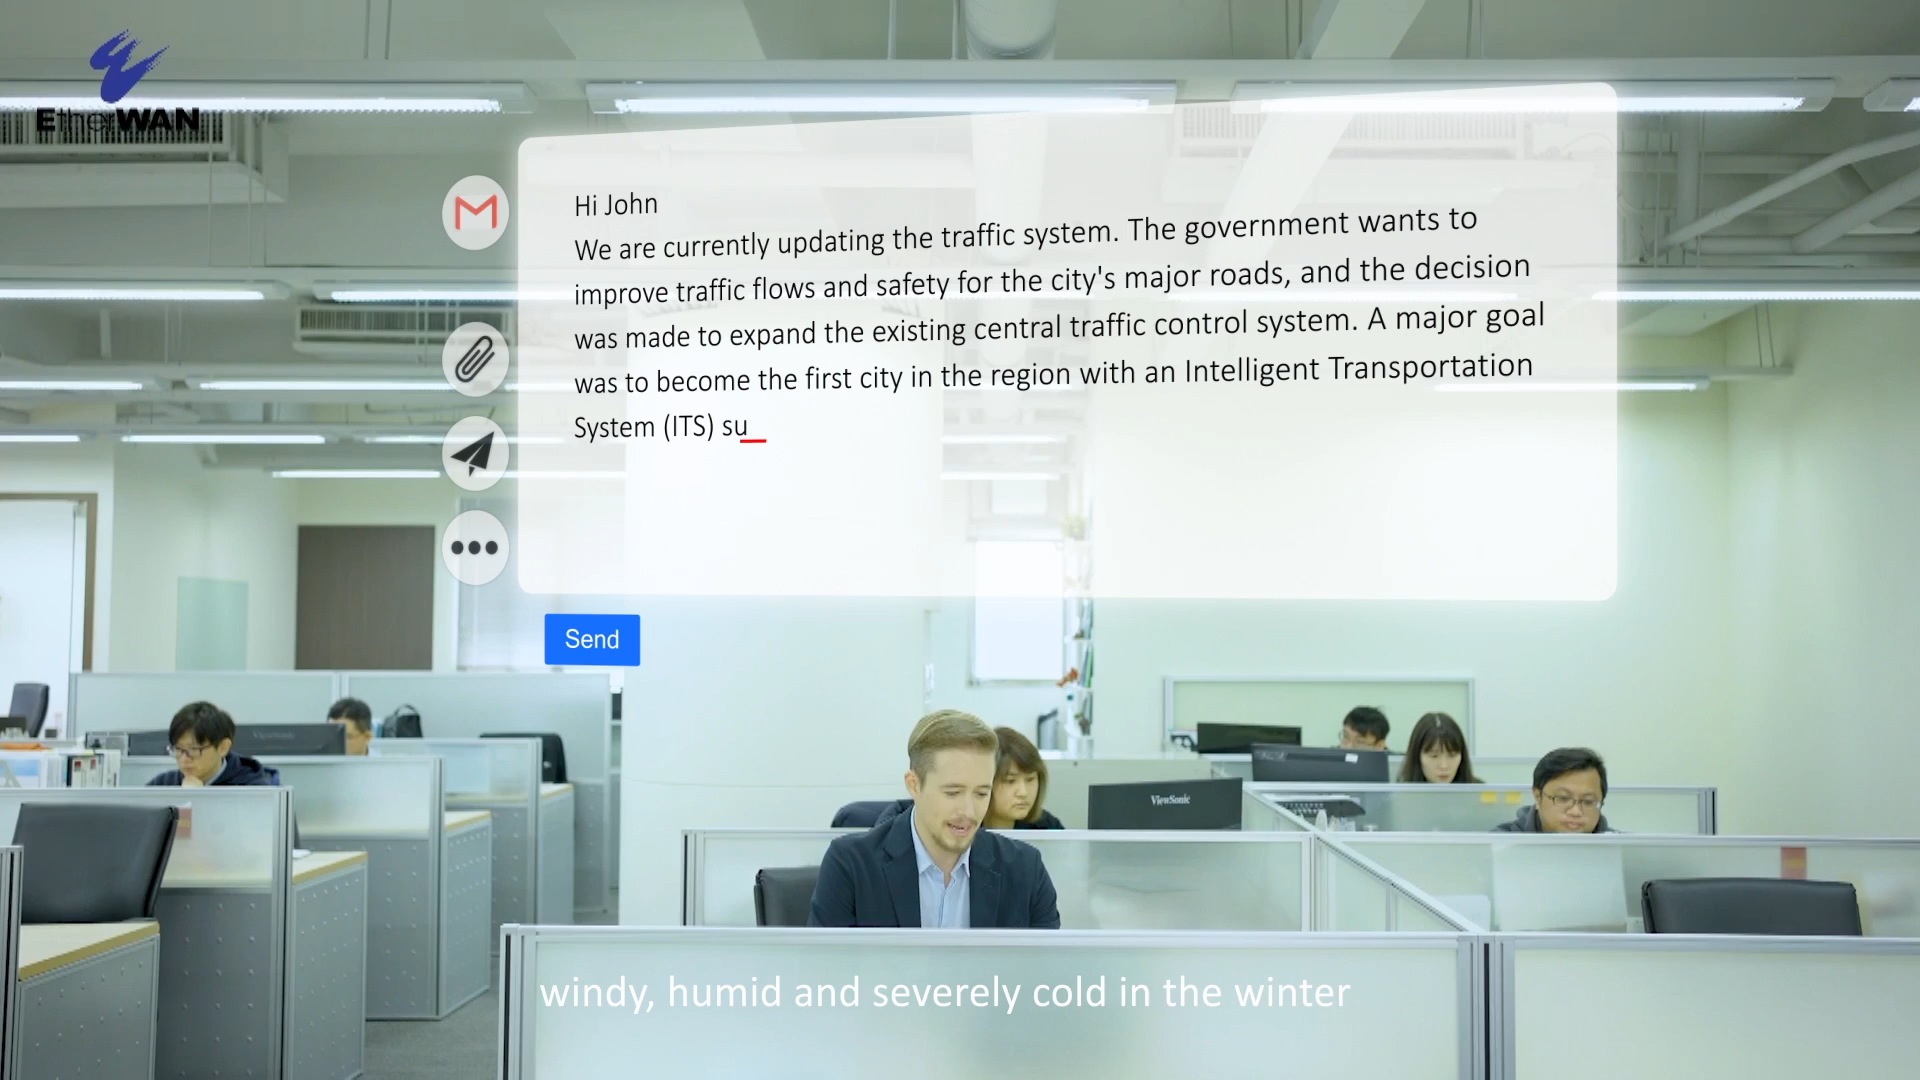 EtherWAN
Hi John
We are currently updating the traffic system. The government wants to
improve traffic flows and safety for the city's major roads, and the decision
was made to expand the existing central traffic control system. A major goal
was to become the first city in the region with an Intelligent Transportation
System (ITS) su
Send
ViewSonic
ViewSonic
windy, humid and severely cold in the winter